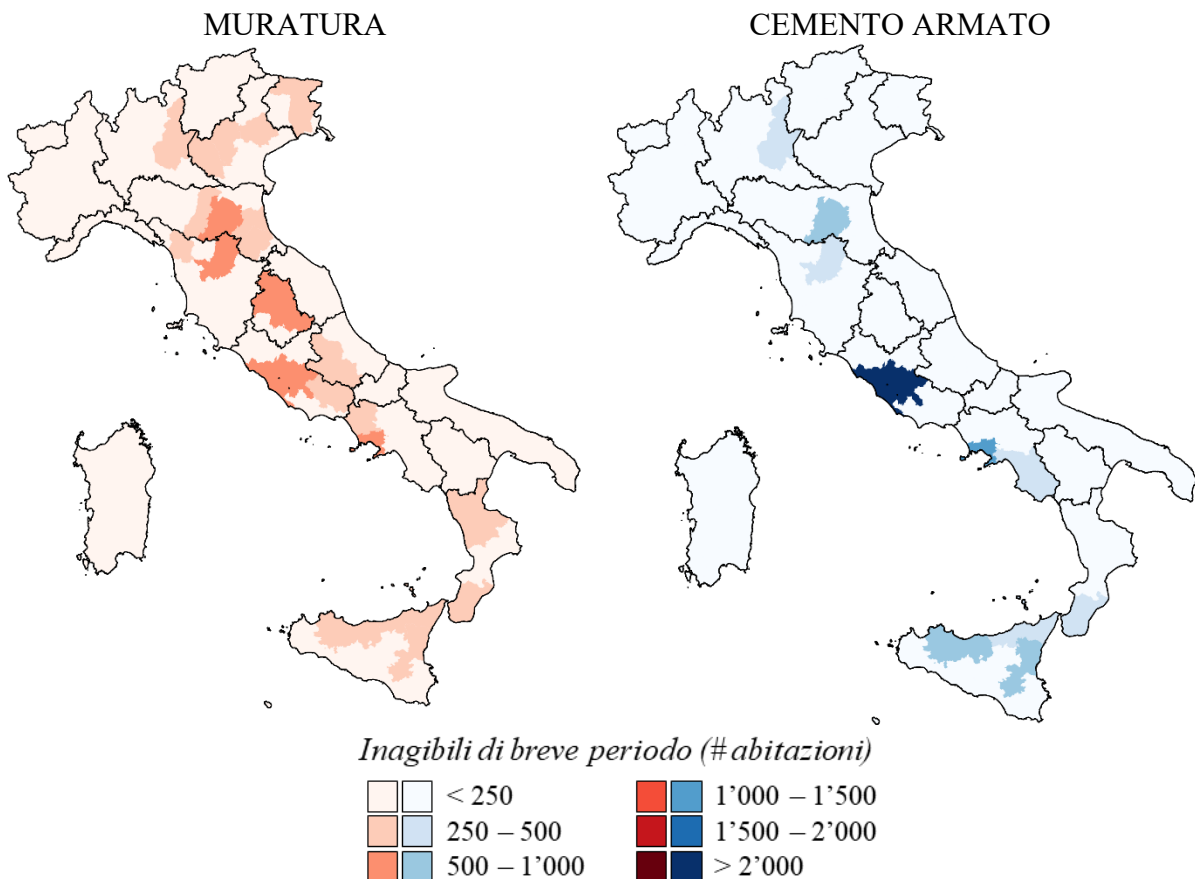 MURATURA
CEMENTO ARMATO
Inagibili di breve periodo (# abitazioni)
< 250
250 – 500
500 – 1’000
1’000 – 1’500
1’500 – 2’000
> 2’000